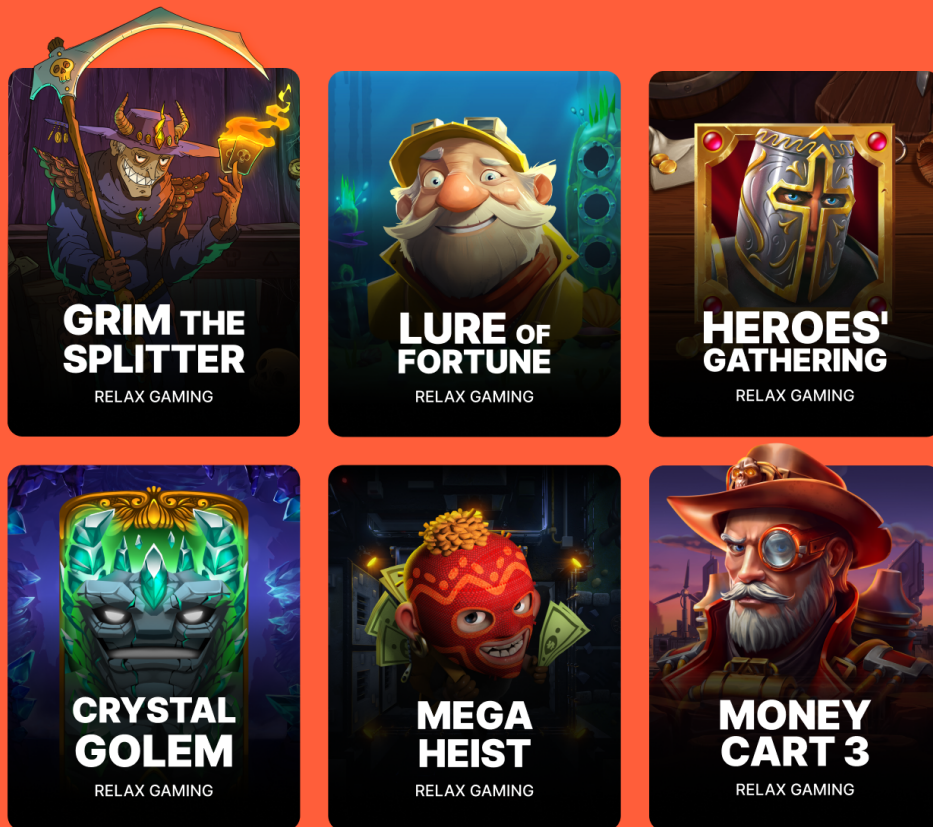 GRIM THE
SPLITTER
RELAX GAMING
LURE OF
FORTUNE
RELAX GAMING
HEROES'
GATHERING
RELAX GAMING
CRYSTAL
GOLEM
RELAX GAMING
MEGA
HEIST
RELAX GAMING
MONEY
CART 3
RELAX GAMING